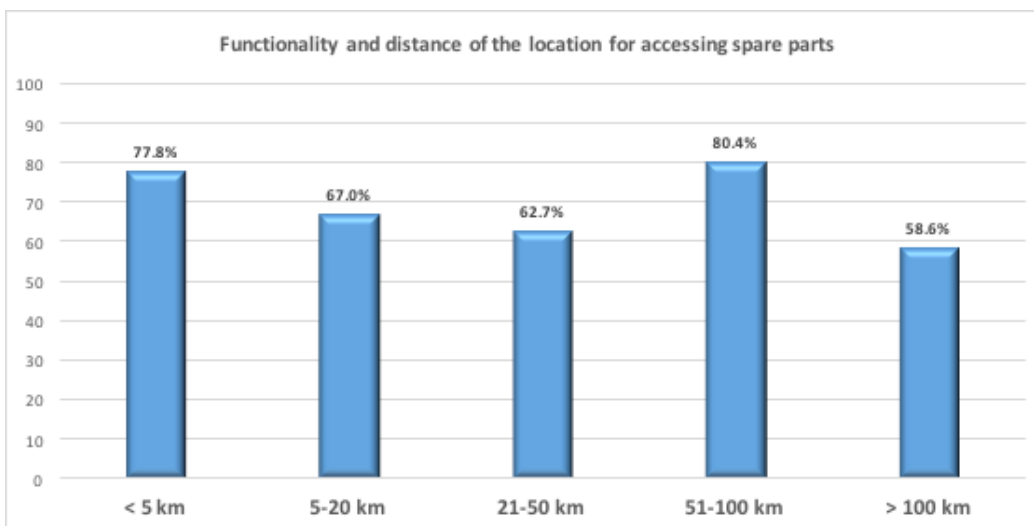 Functionality and distance of the location for accessing spare parts
100
90
80
70
60
50
40
30
20
10
0
77.8%
67.0%
62.7%
80.4%
58.6%
< 5 km
5-20 km
21-50 km
51-100 km
> 100 km